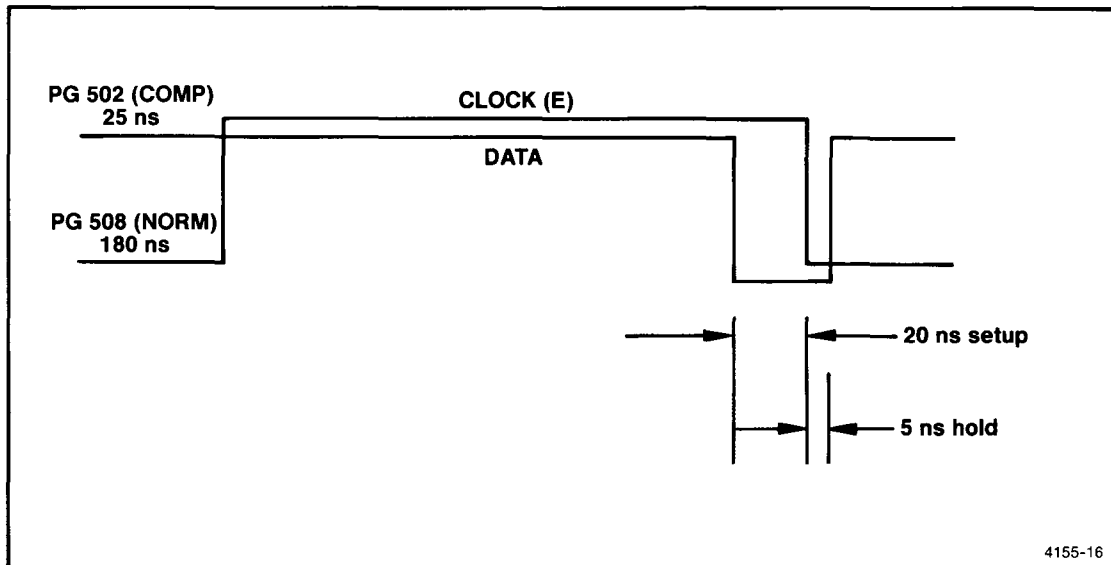 PG 502 (COMP)
25 ns
CLOCK (E)
DATA
PG 508 (NORM)
180 ns
20 ns setup
5 ns hold
4155-16